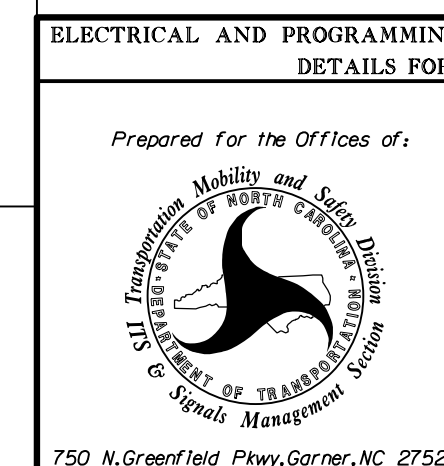 ELECTRICAL AND PROGRAMMIN
DETAILS FOR
Prepared for the Offices of:
Transportation Mobility and Safety Division
STATE OF NORTH CAROLINA
DEPARTMENT OF TRANSPORTATION
ITS & Signals Management Section
750 N.Greenfield Pkwy,Garner,NC 2752